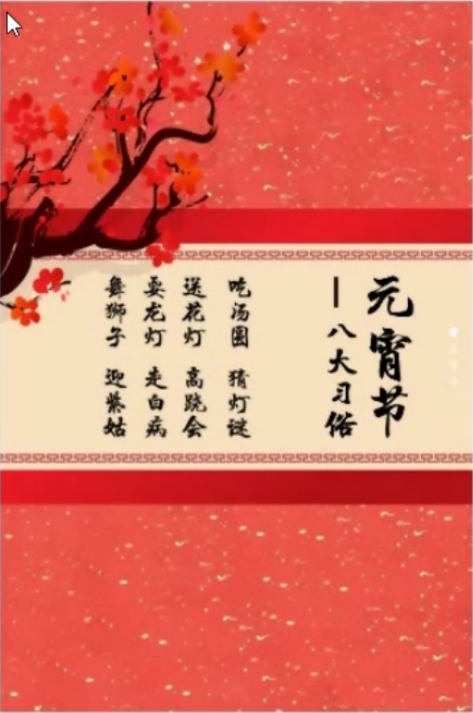 元宵节
八大习俗
吃汤圆 猜灯谜
送花灯 高跷会
耍龙灯 走白病
舞狮子 迎紫姑